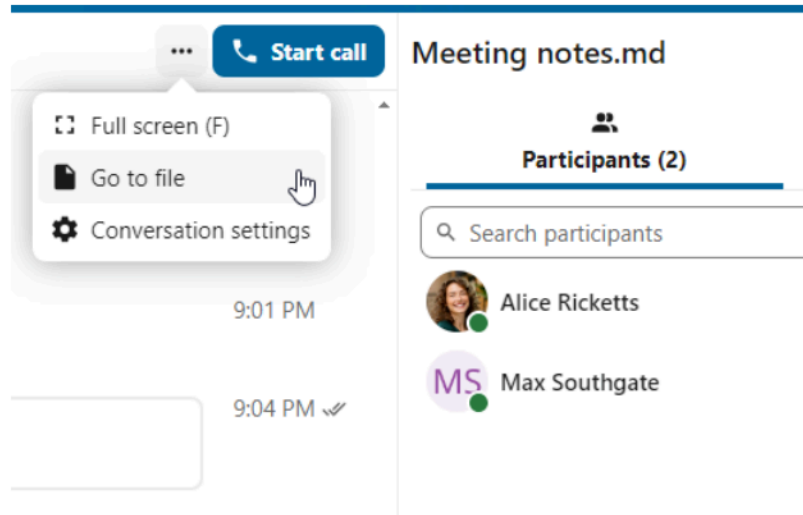 Start call
Full screen (F)
Go to file
Conversation settings
9:01 PM
9:04 PM
Meeting notes.md
Participants (2)
Search participants
Alice Ricketts
MS Max Southgate